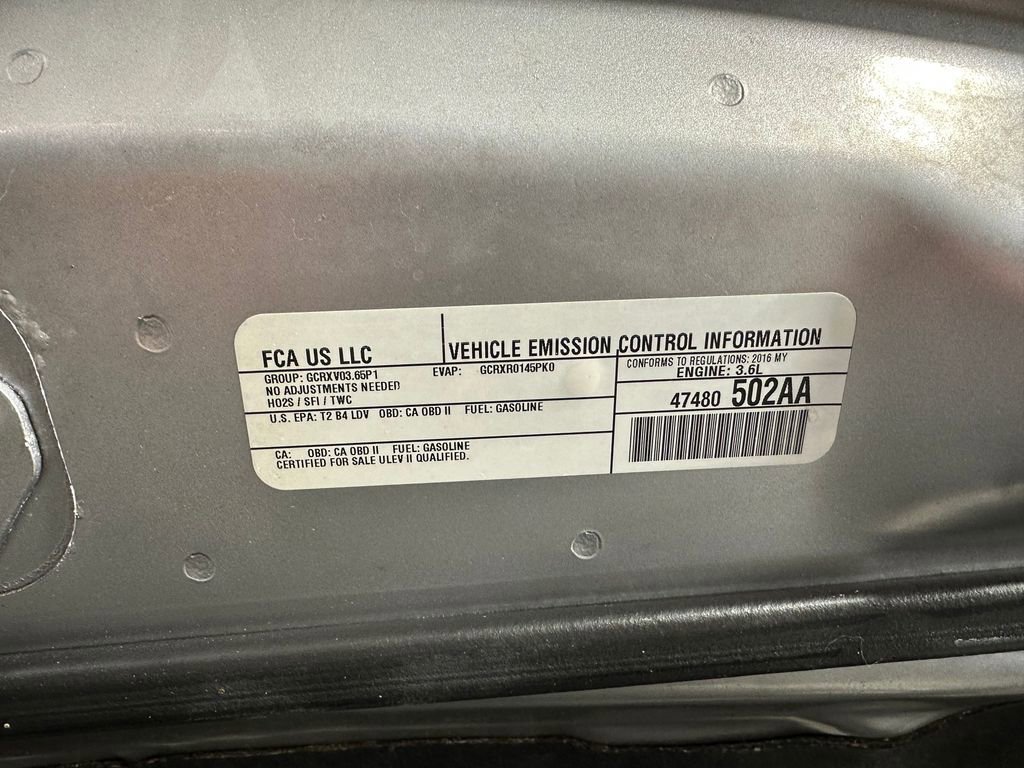 FCA US LLC
VEHICLE EMISSION CONTROL INFORMATION
GROUP: GCRXV03.65P1 EVAP: GCRXR0145PK0
NO ADJUSTMENTS NEEDED
HO2S / SFI / TWC
U.S. EPA: T2 B4 LDV OBD: CA OBD II FUEL: GASOLINE
CA: OBD: CA OBD II FUEL: GASOLINE
CERTIFIED FOR SALE ULEV II QUALIFIED.
CONFORMS TO REGULATIONS: 2016 MY
ENGINE: 3.6L
47480 502AA